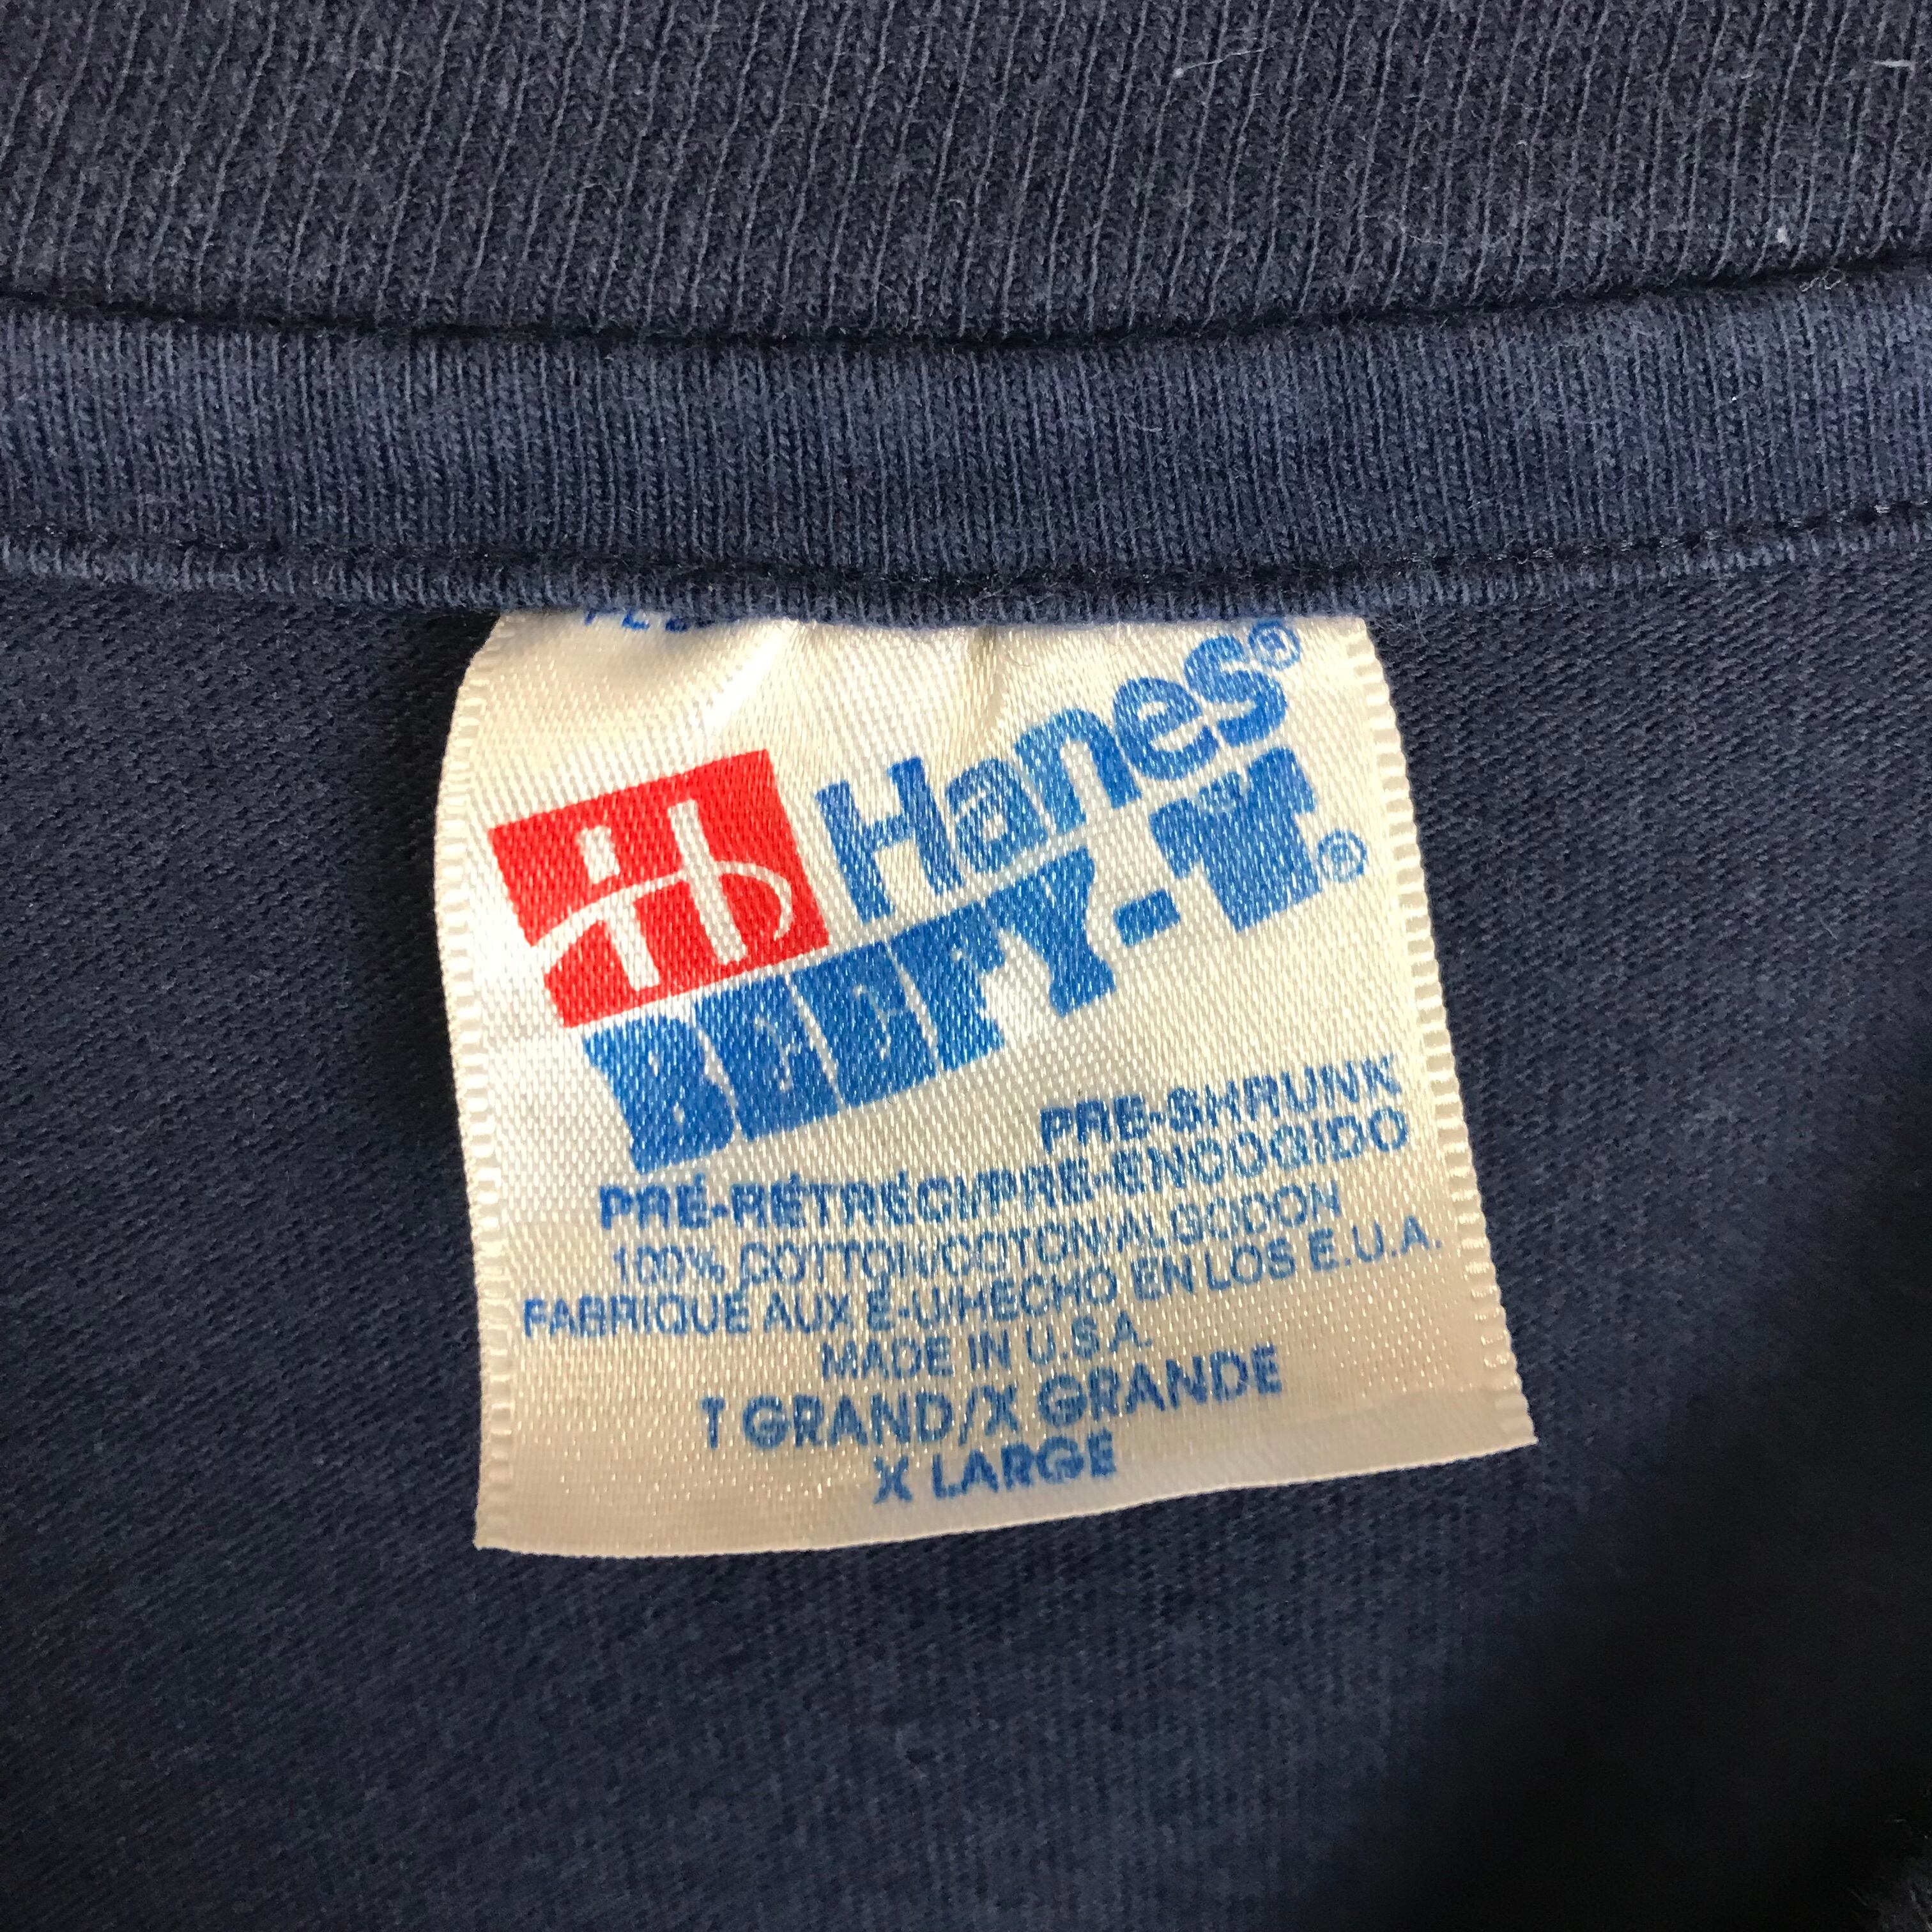 Hanes®
BEEFY-T.®
PRE-SHRUNK
PRÉ-RÉTRÉCI/PRE-ENCOGIDO
100% COTTON/COTON/ALGODON
FABRIQUÉ AUX É-U/HECHO EN LOS E.U.A.
MADE IN U.S.A.
T GRAND/X GRANDE
X LARGE